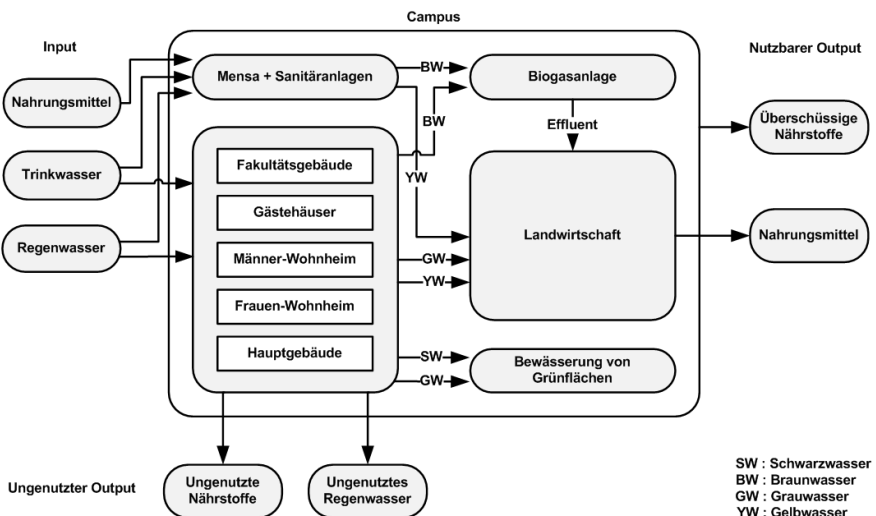 Campus
Input
Nutzbarer Output
Nahrungsmittel
Trinkwasser
Regenwasser
Mensa + Sanitäranlagen
BW
BW
YW
Biogasanlage
Effluent
Fakultätsgebäude
Gästehäuser
Männer-Wohnheim
Frauen-Wohnheim
Hauptgebäude
GW
YW
SW
GW
Landwirtschaft
Bewässerung von
Grünflächen
Überschüssige
Nährstoffe
Nahrungsmittel
Ungenutzter Output
Ungenutzte
Nährstoffe
Ungenutztes
Regenwasser
SW : Schwarzwasser
BW : Braunwasser
GW : Grauwasser
YW : Gelbwasser